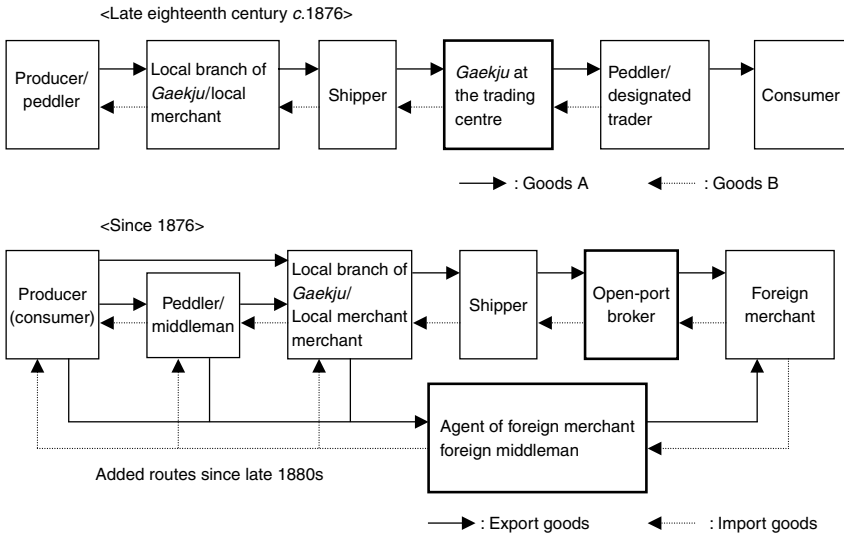 <Late eighteenth century c.1876>
Producer/
peddler
Local branch of
Gaekju/local
merchant
Shipper
Gaekju at
the trading
centre
Peddler/
designated
trader
Consumer
: Goods A
: Goods B
<Since 1876>
Producer
(consumer)
Peddler/
middleman
Local branch of
Gaekju/
Local merchant
merchant
Shipper
Open-port
broker
Foreign
merchant
Agent of foreign merchant
foreign middleman
Added routes since late 1880s
: Export goods
: Import goods